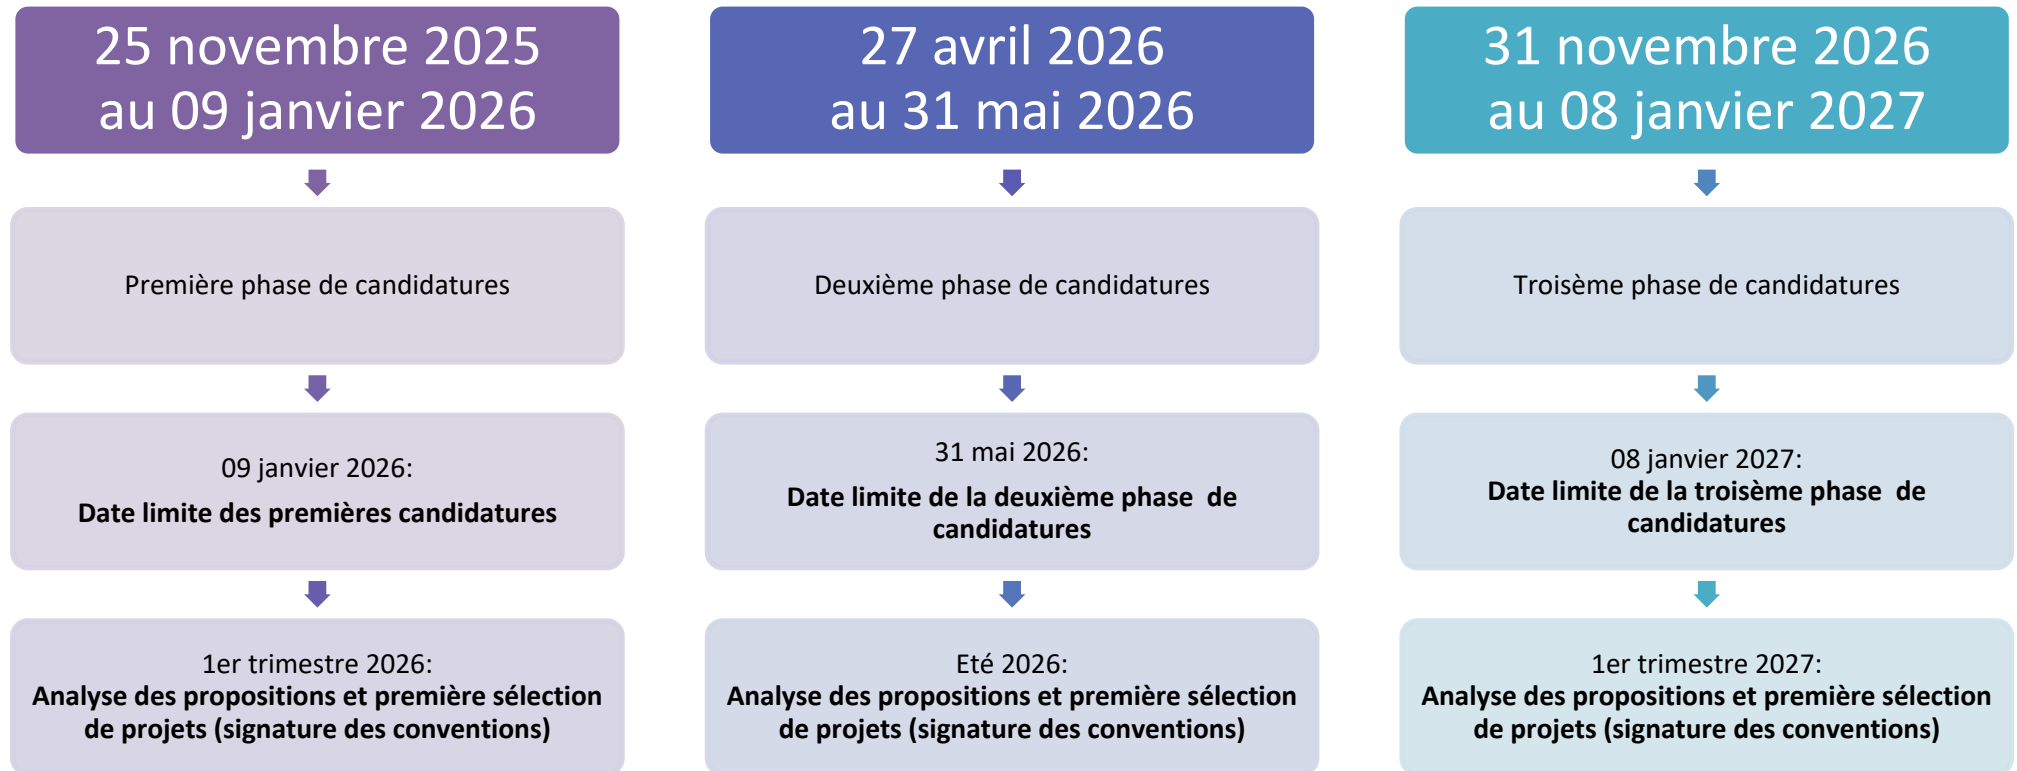 25 novembre 2025
au 09 janvier 2026
Première phase de candidatures
09 janvier 2026:
Date limite des premières candidatures
1er trimestre 2026:
Analyse des propositions et première sélection
de projets (signature des conventions)
27 avril 2026
au 31 mai 2026
Deuxième phase de candidatures
31 mai 2026:
Date limite de la deuxième phase  de
candidatures
Eté 2026:
Analyse des propositions et première sélection
de projets (signature des conventions)
31 novembre 2026
au 08 janvier 2027
Troisème phase de candidatures
08 janvier 2027:
Date limite de la troisème phase  de
candidatures
1er trimestre 2027:
Analyse des propositions et première sélection
de projets (signature des conventions)